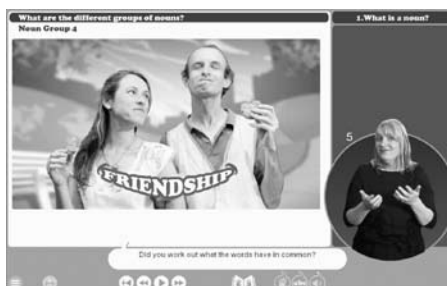 What are the different groups of nouns?
1.What is a noun?
Noun Group 4
FRIENDSHIP
5
Did you work out what the words have in common?